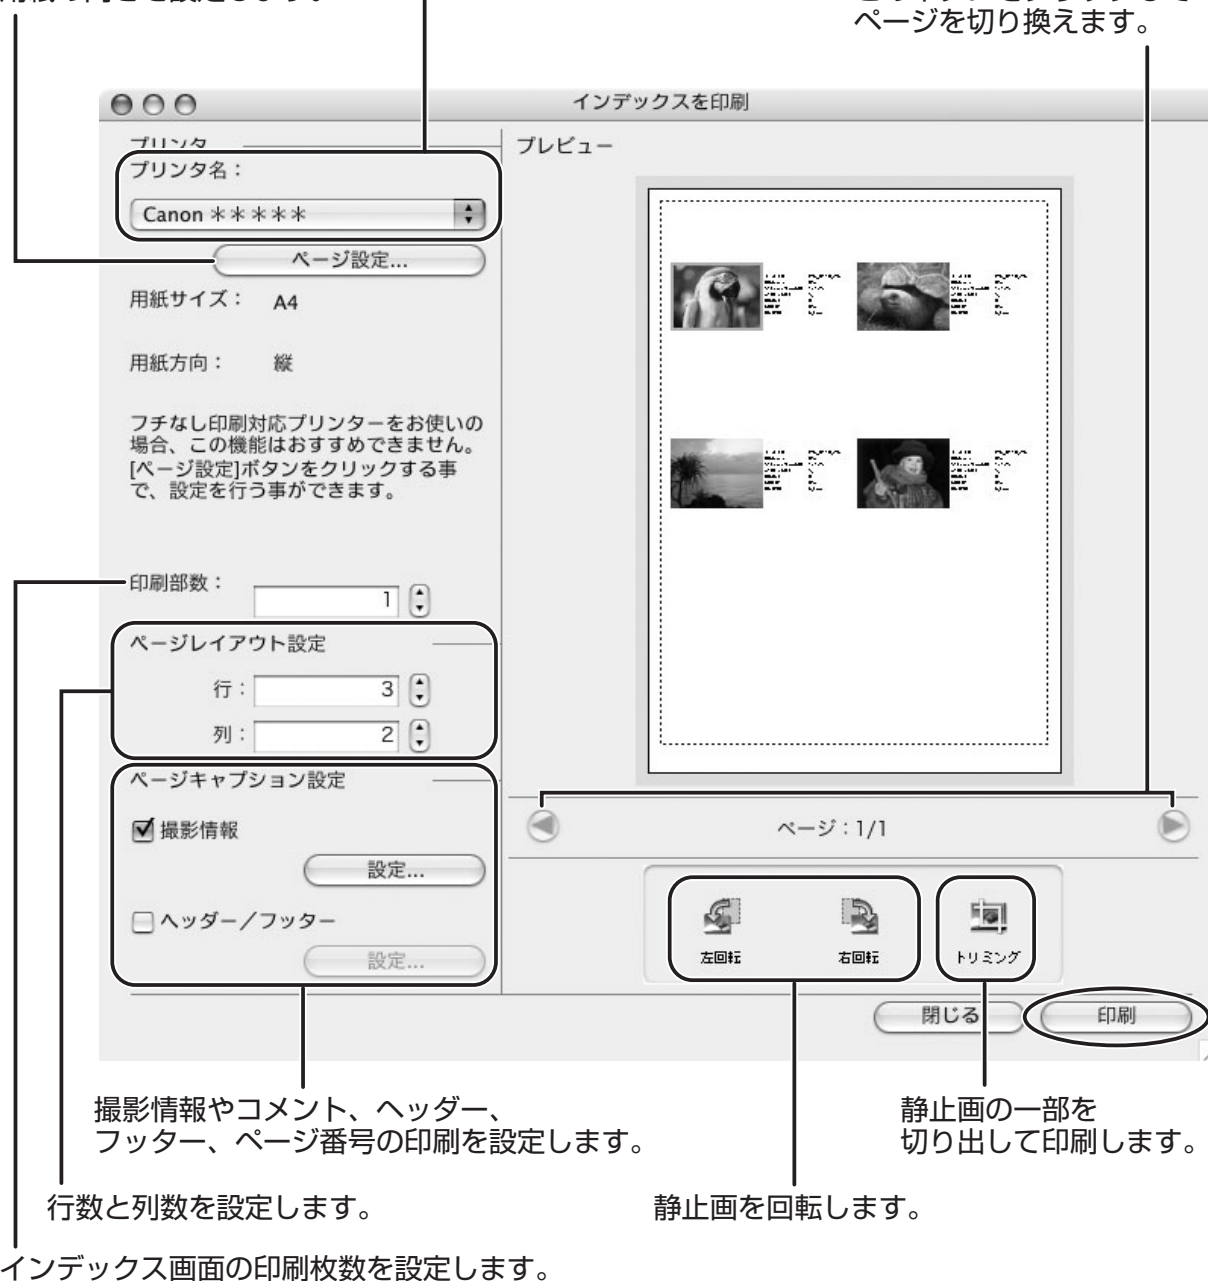 ページを切り換えます。
インデックスを印刷
プリンタ
プリンタ名：
Canon ＊＊＊＊＊
ページ設定...
用紙サイズ： A4
用紙方向： 縦
フチなし印刷対応プリンターをお使いの
場合、この機能はおすすめできません。
[ページ設定]ボタンをクリックする事
で、設定を行う事ができます。
印刷部数： 1
ページレイアウト設定
行： 3
列： 2
ページキャプション設定
撮影情報
設定...
ヘッダー／フッター
設定...
プレビュー
ページ：1/1
左回転
右回転
トリミング
閉じる
印刷
撮影情報やコメント、ヘッダー、
フッター、ページ番号の印刷を設定します。
静止画の一部を
切り出して印刷します。
行数と列数を設定します。
静止画を回転します。
インデックス画面の印刷枚数を設定します。